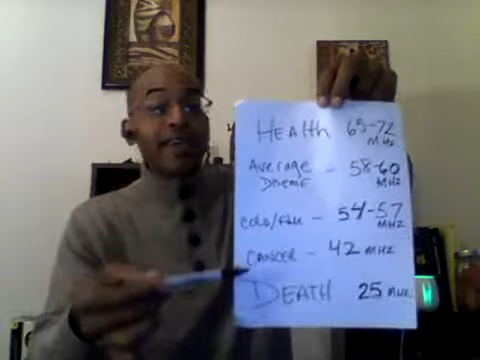 Health 65-72 MHz
Average Disease - 58-60 MHz
Cold/Flu - 54-57 MHz
Cancer - 42 MHz
Death 25 MHz